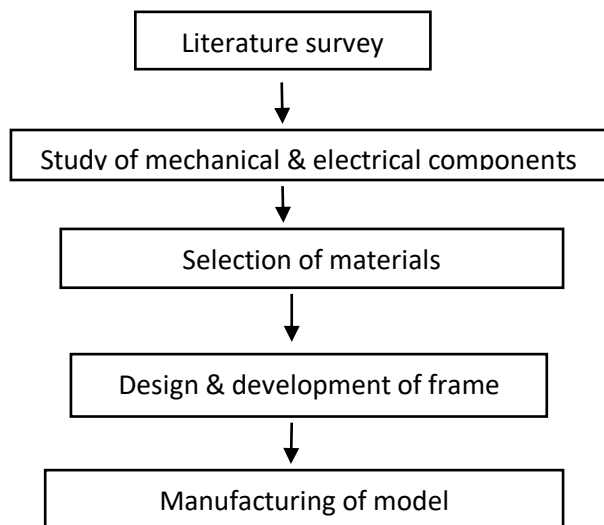 Literature survey
Study of mechanical & electrical components
Selection of materials
Design & development of frame
Manufacturing of model